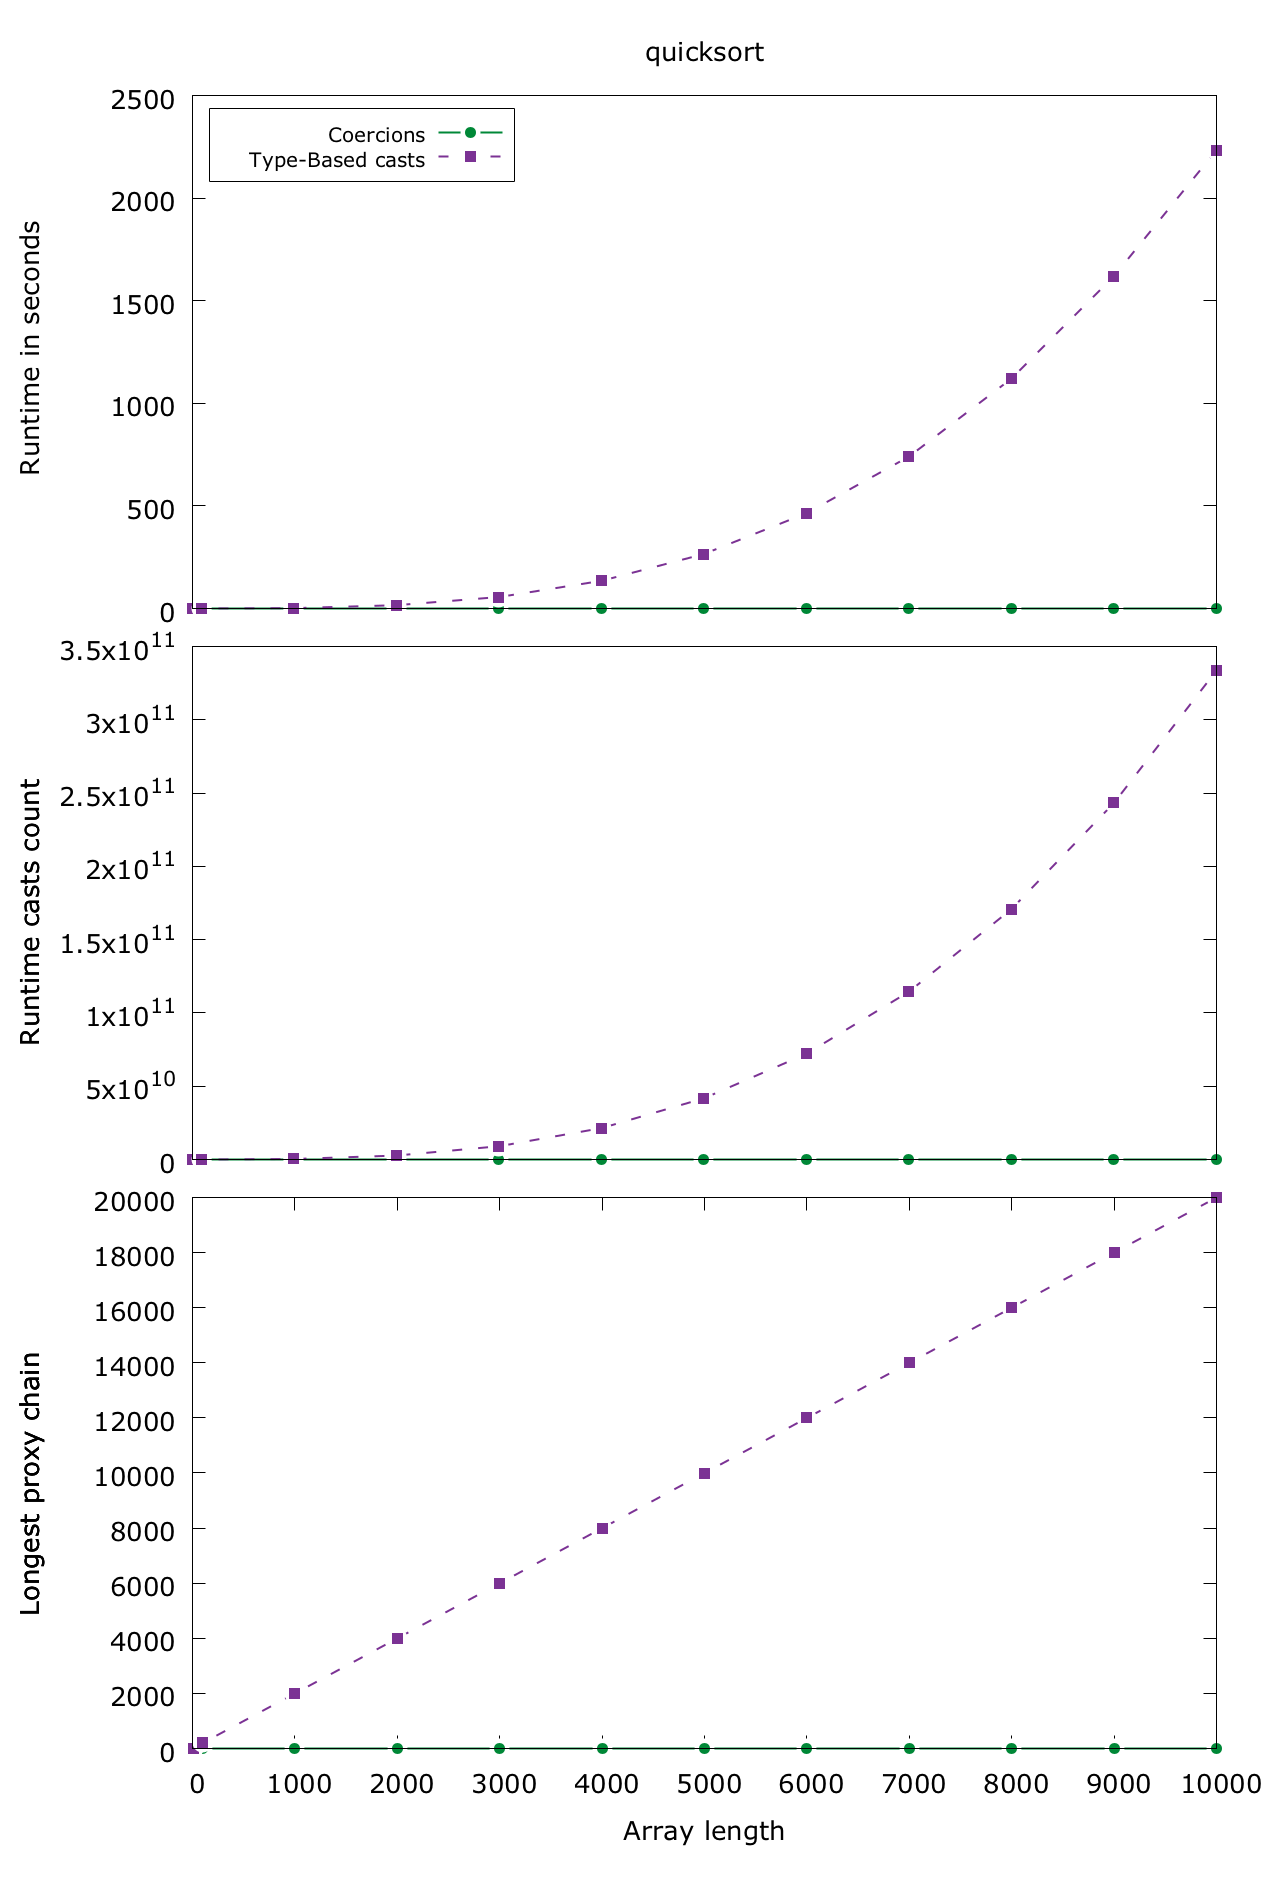 quicksort
Coercions
Type-Based casts
Runtime in seconds
2500
2000
1500
1000
500
0
Runtime casts count
3.5x10^11
3x10^11
2.5x10^11
2x10^11
1.5x10^11
1x10^11
5x10^10
0
Longest proxy chain
20000
18000
16000
14000
12000
10000
8000
6000
4000
2000
0
0 1000 2000 3000 4000 5000 6000 7000 8000 9000 10000
Array length